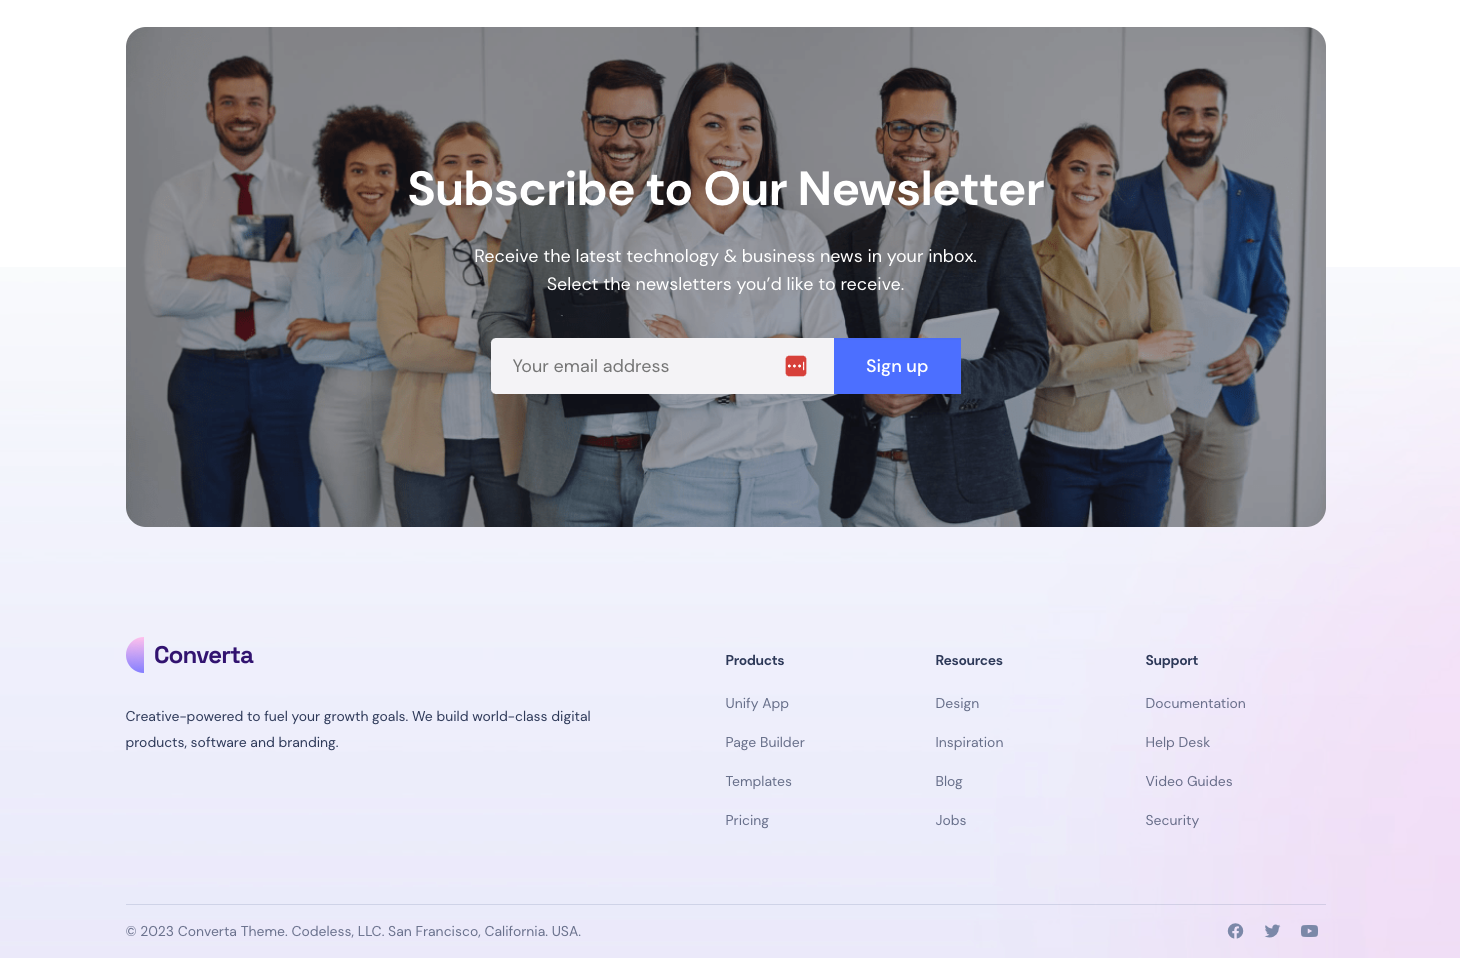 Subscribe to Our Newsletter
Receive the latest technology & business news in your inbox.
Select the newsletters you’d like to receive.
Your email address
Sign up
Converta
Creative-powered to fuel your growth goals. We build world-class digital
products, software and branding.
Products
Unify App
Page Builder
Templates
Pricing
Resources
Design
Inspiration
Blog
Jobs
Support
Documentation
Help Desk
Video Guides
Security
© 2023 Converta Theme. Codeless, LLC. San Francisco, California. USA.